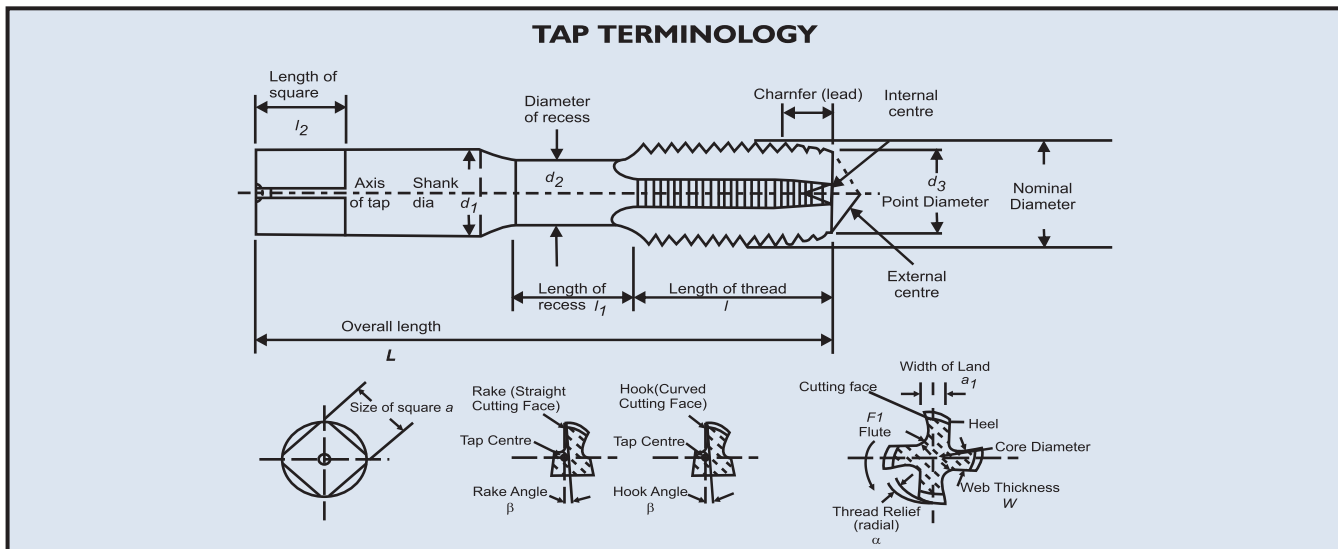 TAP TERMINOLOGY
Length of
square
l2
Diameter
of recess
Charnfer (lead)
Internal
centre
Axis
of tap
Shank
dia
d1
d2
d3
Point Diameter
Nominal
Diameter
External
centre
Length of
recess l1
Length of thread
l
Overall length
L
Size of square a
Rake (Straight
Cutting Face)
Tap Centre
Rake Angle
β
Hook(Curved
Cutting Face)
Tap Centre
Hook Angle
β
Width of Land
a1
Cutting face
Heel
F1
Flute
Core Diameter
Web Thickness
W
Thread Relief
(radial)
α